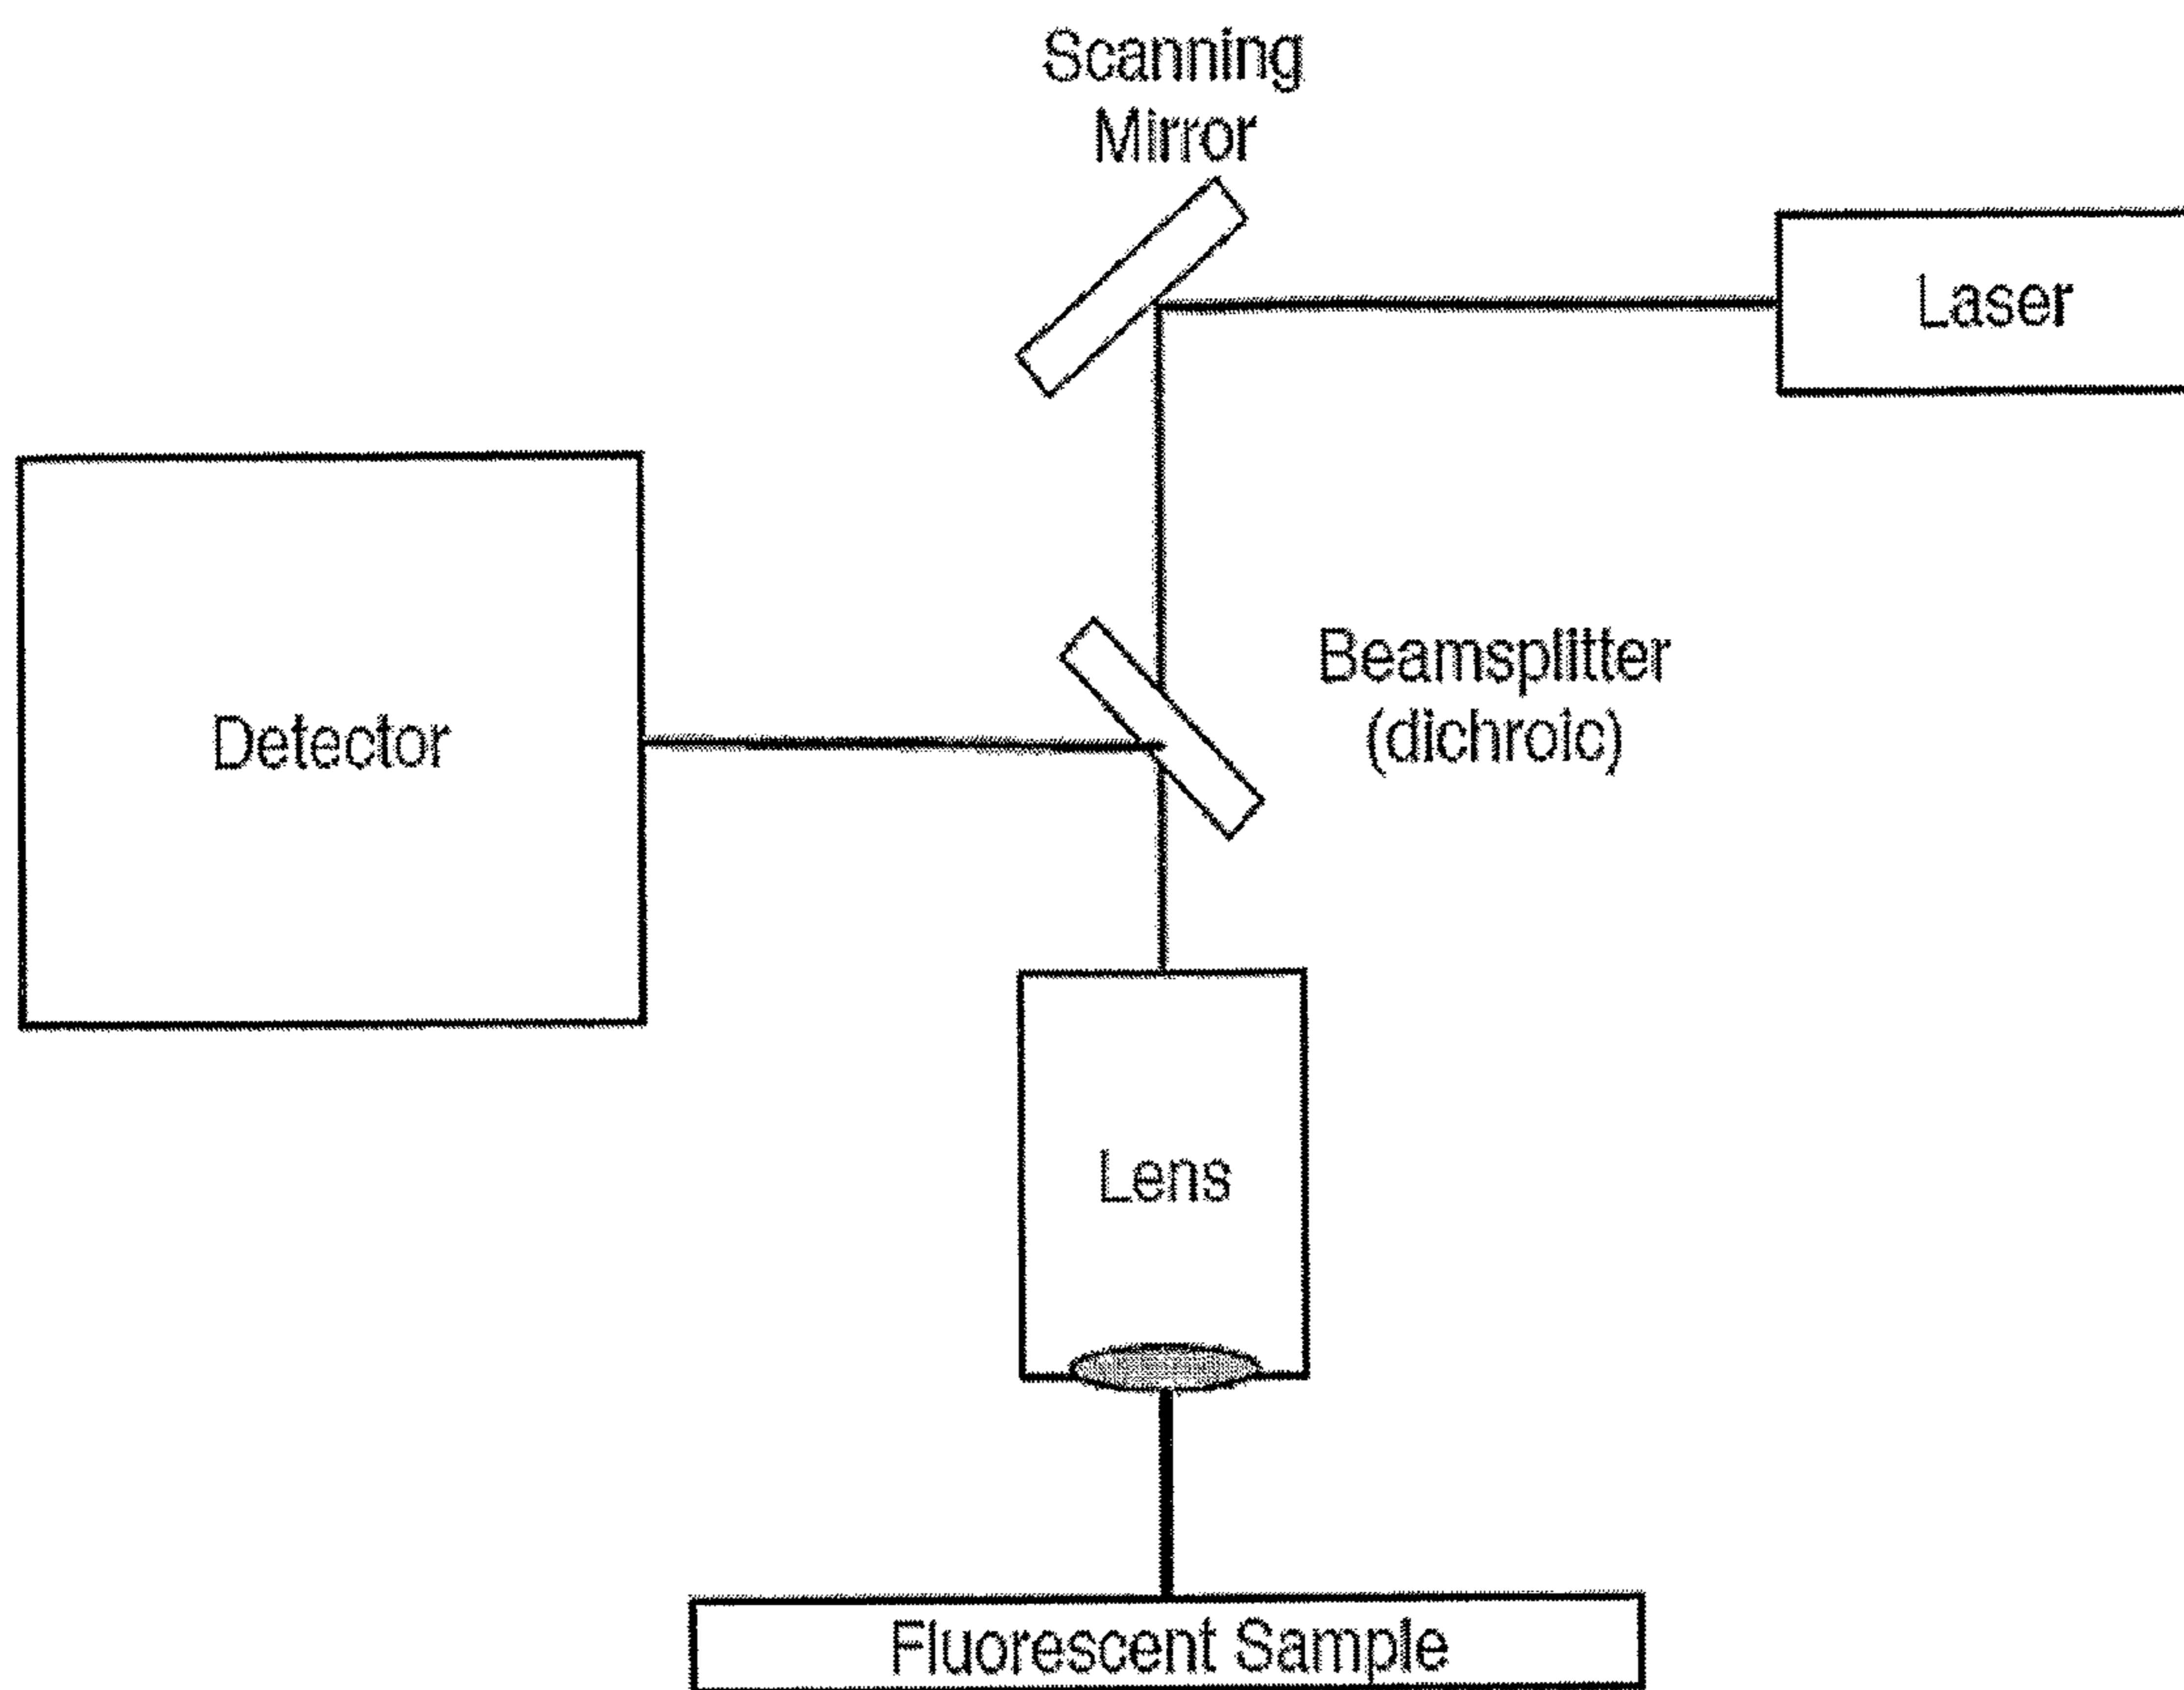 Scanning
Mirror
Laser
Beamsplitter
(dichroic)
Detector
Lens
Fluorescent Sample